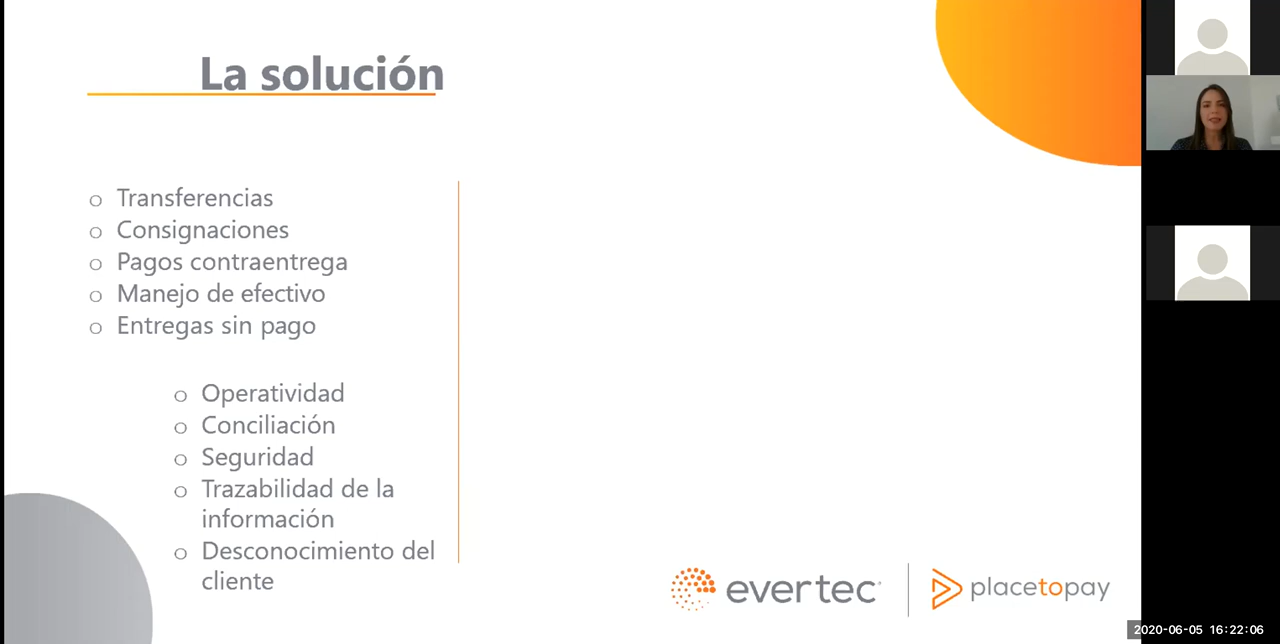 La solución
o Transferencias
o Consignaciones
o Pagos contraentrega
o Manejo de efectivo
o Entregas sin pago
o Operatividad
o Conciliación
o Seguridad
o Trazabilidad de la
información
o Desconocimiento del
cliente
evertec
placetopay
2020-06-05 16:22:06